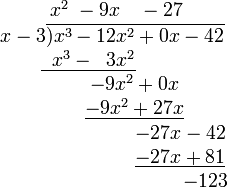 x² − 9x − 27
x − 3)x³ − 12x² + 0x − 42
x³ − 3x²
−9x² + 0x
−9x² + 27x
−27x − 42
−27x + 81
−123